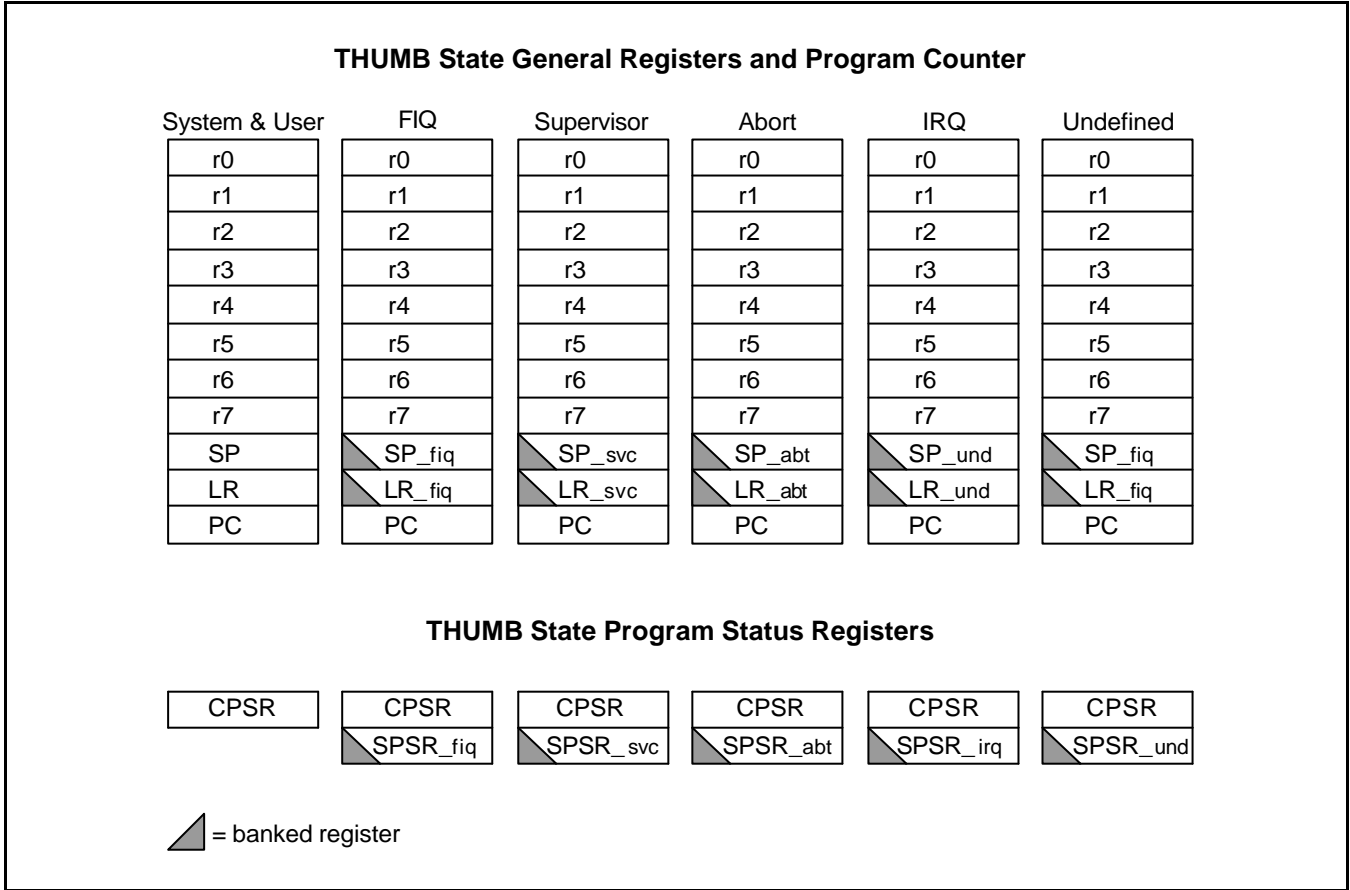 THUMB State General Registers and Program Counter
System & User FIQ Supervisor Abort IRQ Undefined
r0 r0 r0 r0 r0 r0
r1 r1 r1 r1 r1 r1
r2 r2 r2 r2 r2 r2
r3 r3 r3 r3 r3 r3
r4 r4 r4 r4 r4 r4
r5 r5 r5 r5 r5 r5
r6 r6 r6 r6 r6 r6
r7 r7 r7 r7 r7 r7
SP SP_fiq SP_svc SP_abt SP_und SP_fiq
LR LR_fiq LR_svc LR_abt LR_und LR_fiq
PC PC PC PC PC PC
THUMB State Program Status Registers
CPSR CPSR CPSR CPSR CPSR CPSR
SPSR_fiq SPSR_svc SPSR_abt SPSR_irq SPSR_und
= banked register